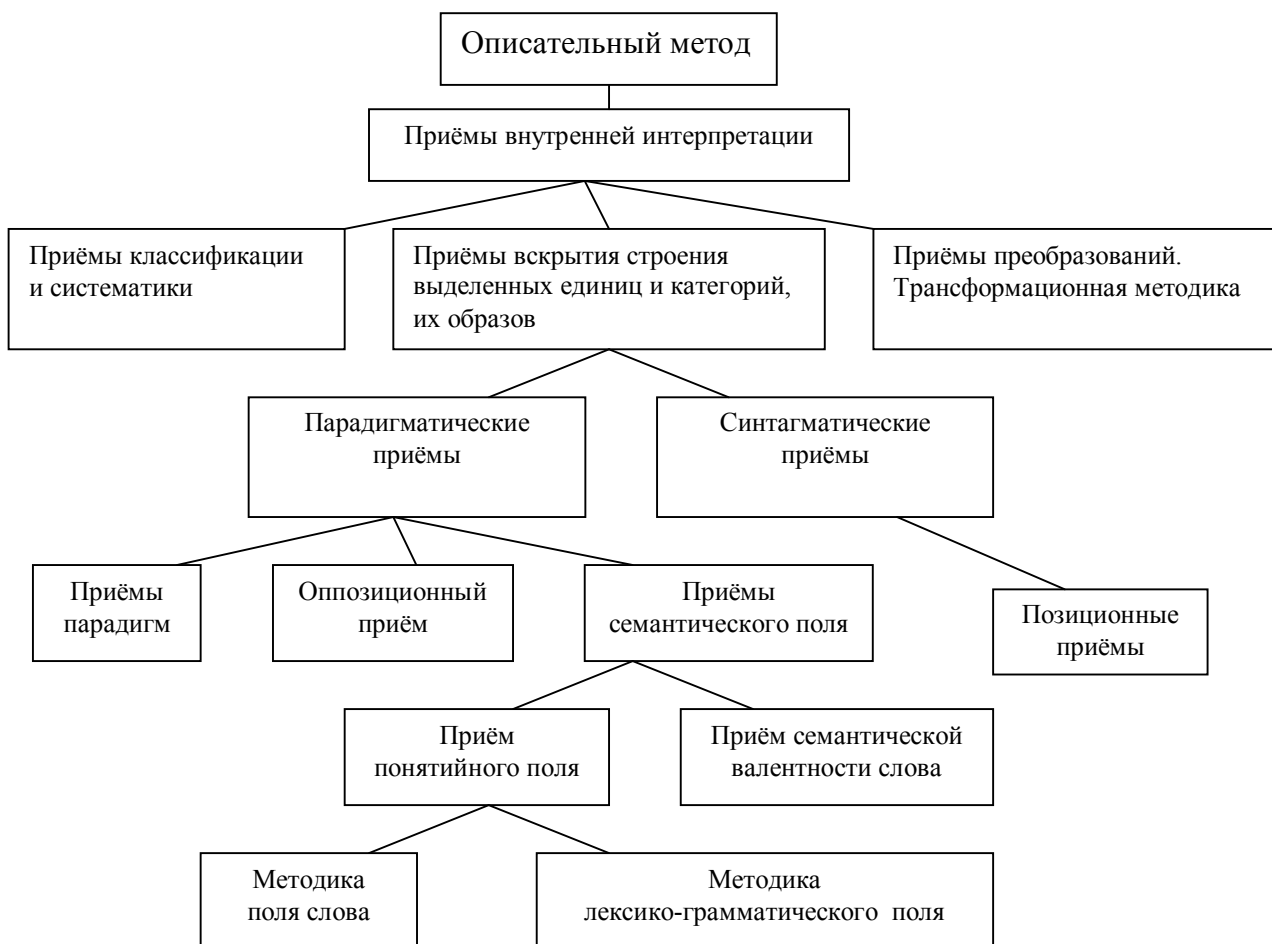 Описательный метод
Приёмы внутренней интерпретации
Приёмы классификации
и систематики
Приёмы вскрытия строения
выделенных единиц и категорий,
их образов
Приёмы преобразований.
Трансформационная методика
Парадигматические
приёмы
Синтагматические
приёмы
Приёмы
парадигм
Оппозиционный
приём
Приёмы
семантического поля
Позиционные
приёмы
Приём
понятийного поля
Приём семантической
валентности слова
Методика
поля слова
Методика
лексико-грамматического поля